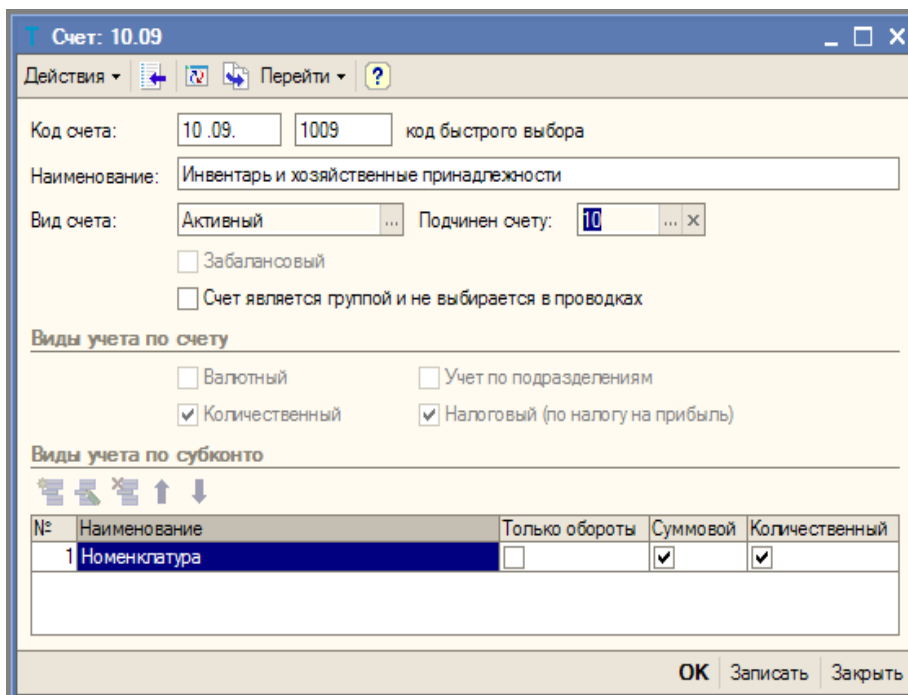 Счет: 10.09
Действия Перейти ?
Код счета: 10 .09. 1009 код быстрого выбора
Наименование: Инвентарь и хозяйственные принадлежности
Вид счета: Активный ... Подчинен счету: 10 ... x
Забалансовый
Счет является группой и не выбирается в проводках
Виды учета по счету
Валютный Учет по подразделениям
Количественный Налоговый (по налогу на прибыль)
Виды учета по субконто
№ Наименование Только обороты Суммовой Количественный
1 Номенклатура
OK Записать Закрыть